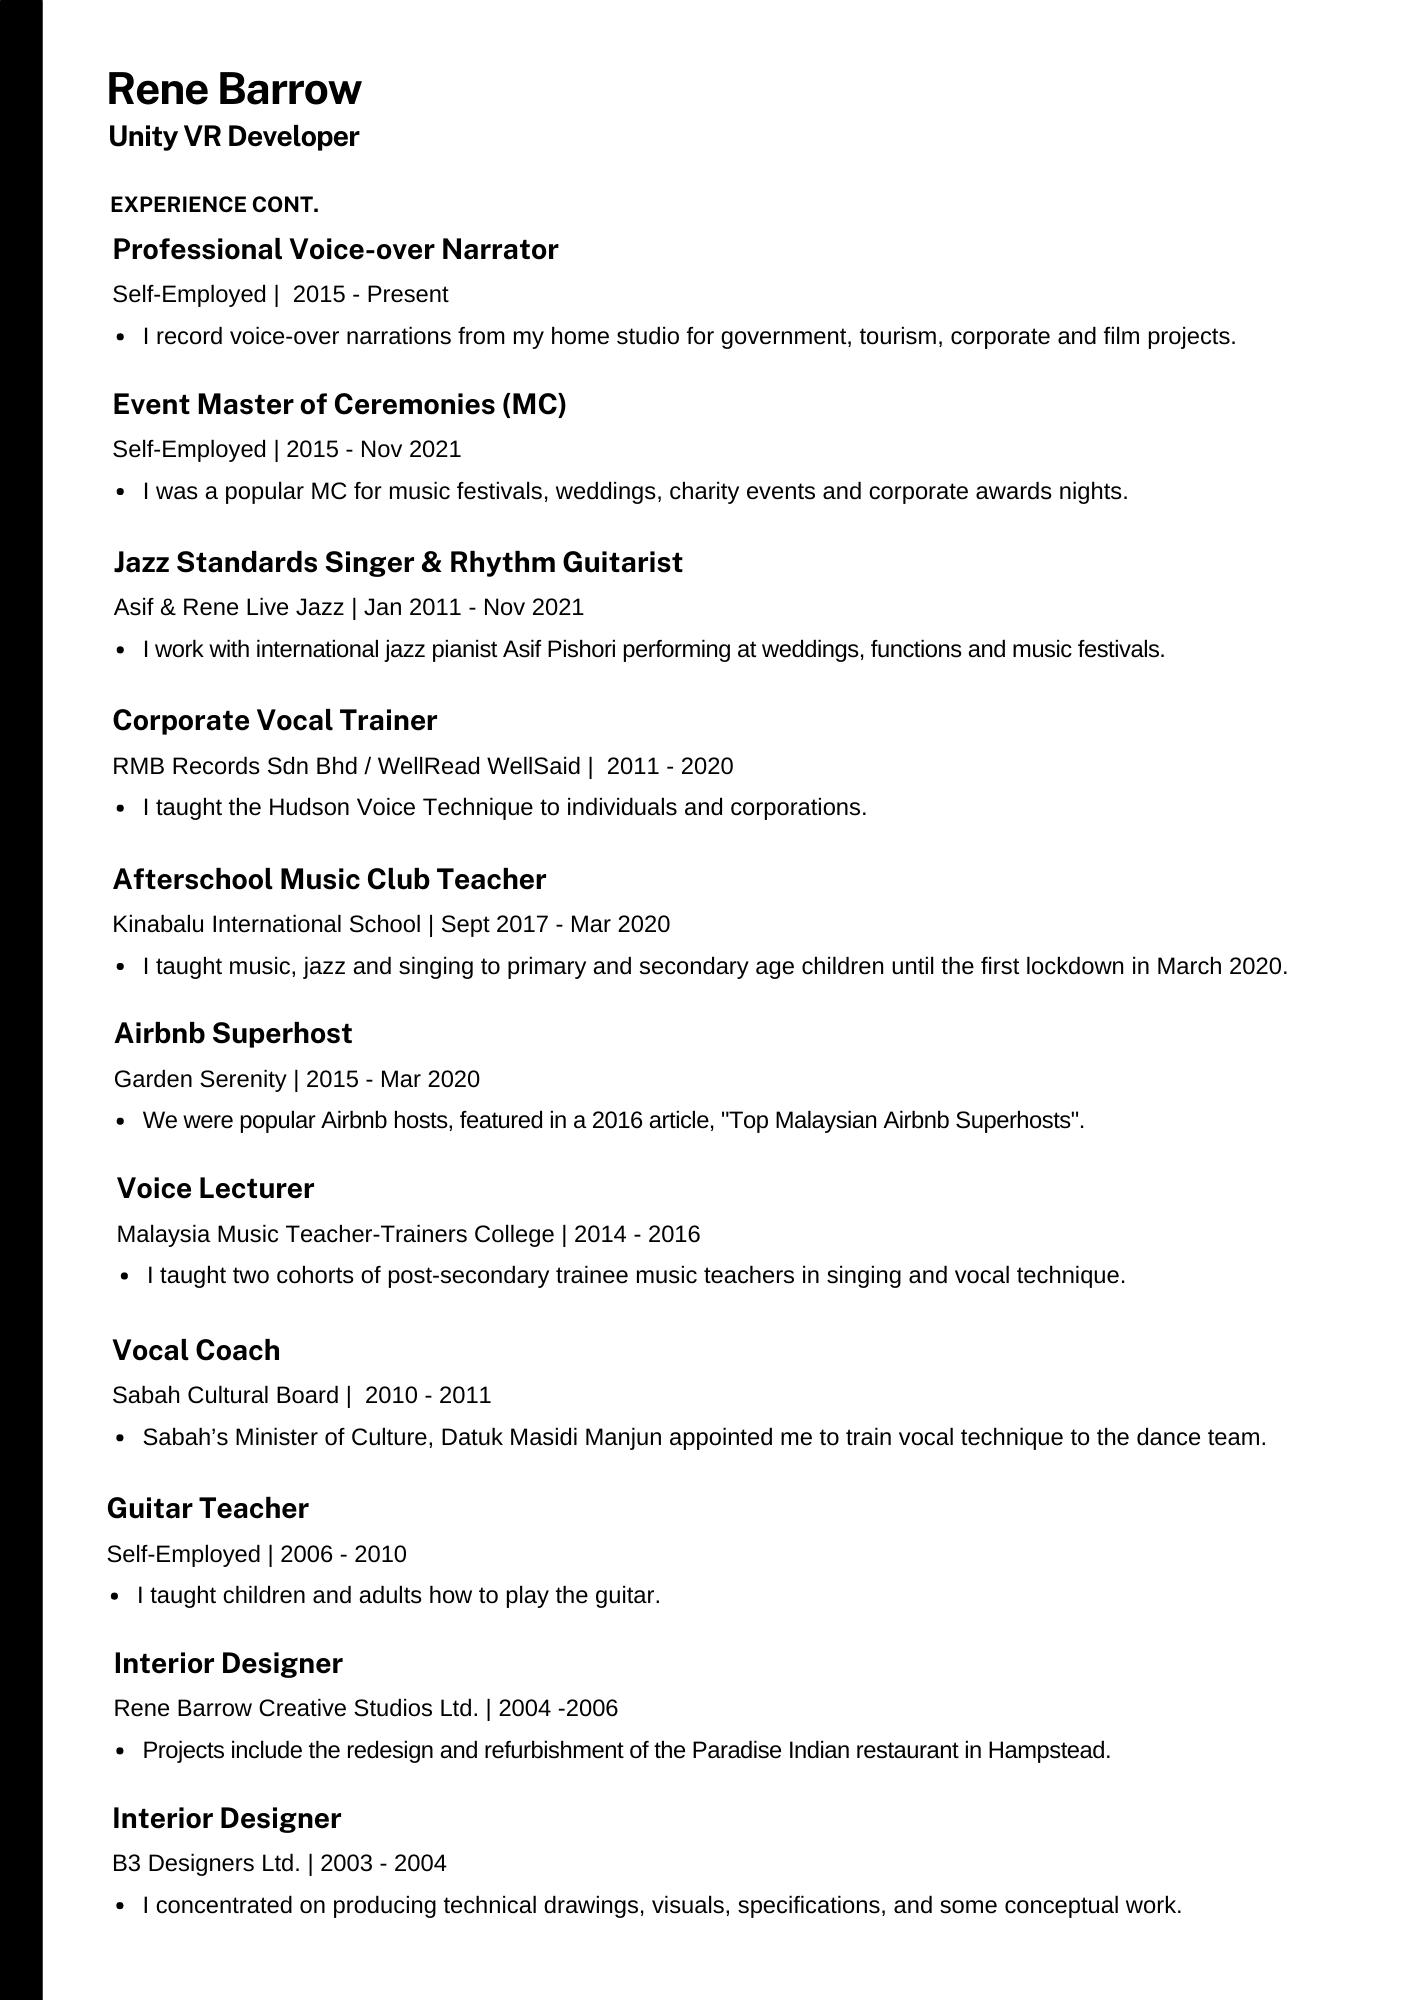 Rene Barrow
Unity VR Developer
EXPERIENCE CONT.
Professional Voice-over Narrator
Self-Employed |  2015 - Present
• I record voice-over narrations from my home studio for government, tourism, corporate and film projects.
Event Master of Ceremonies (MC)
Self-Employed | 2015 - Nov 2021
• I was a popular MC for music festivals, weddings, charity events and corporate awards nights.
Jazz Standards Singer & Rhythm Guitarist
Asif & Rene Live Jazz | Jan 2011 - Nov 2021
• I work with international jazz pianist Asif Pishori performing at weddings, functions and music festivals.
Corporate Vocal Trainer
RMB Records Sdn Bhd / WellRead WellSaid |  2011 - 2020
• I taught the Hudson Voice Technique to individuals and corporations.
Afterschool Music Club Teacher
Kinabalu International School | Sept 2017 - Mar 2020
• I taught music, jazz and singing to primary and secondary age children until the first lockdown in March 2020.
Airbnb Superhost
Garden Serenity | 2015 - Mar 2020
• We were popular Airbnb hosts, featured in a 2016 article, "Top Malaysian Airbnb Superhosts".
Voice Lecturer
Malaysia Music Teacher-Trainers College | 2014 - 2016
• I taught two cohorts of post-secondary trainee music teachers in singing and vocal technique.
Vocal Coach
Sabah Cultural Board |  2010 - 2011
• Sabah’s Minister of Culture, Datuk Masidi Manjun appointed me to train vocal technique to the dance team.
Guitar Teacher
Self-Employed | 2006 - 2010
• I taught children and adults how to play the guitar.
Interior Designer
Rene Barrow Creative Studios Ltd. | 2004 -2006
• Projects include the redesign and refurbishment of the Paradise Indian restaurant in Hampstead.
Interior Designer
B3 Designers Ltd. | 2003 - 2004
• I concentrated on producing technical drawings, visuals, specifications, and some conceptual work.